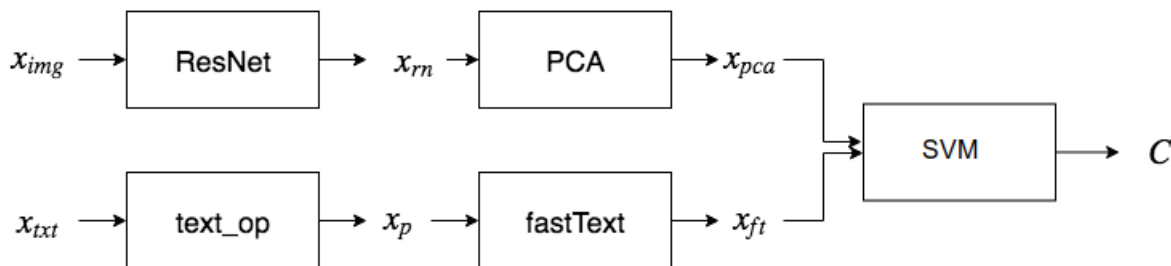 x_img ResNet x_rn PCA x_pca
SVM C
x_txt text_op x_p fastText x_ft